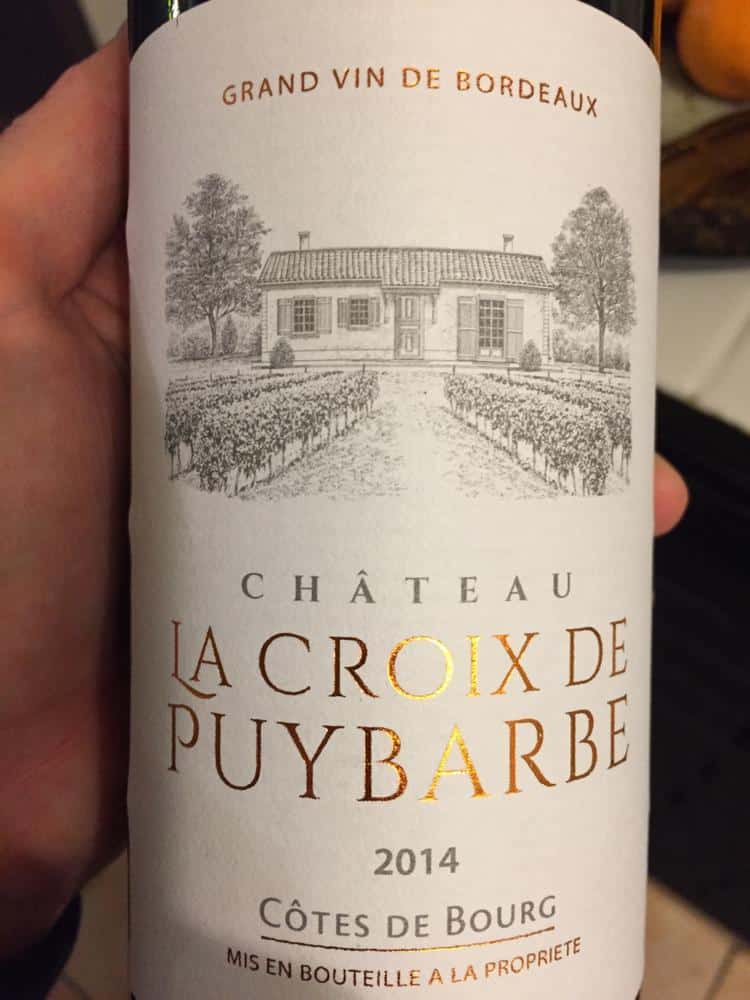 GRAND VIN DE BORDEAUX
CHÂTEAU
LA CROIX DE
PUYBARBE
2014
CÔTES DE BOURG
MIS EN BOUTEILLE A LA PROPRIETE